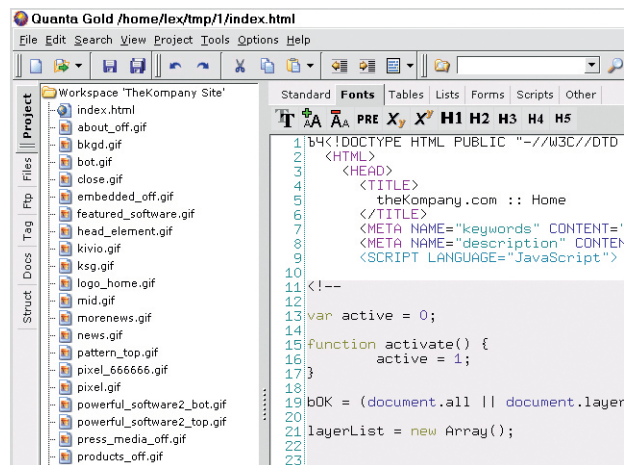 Quanta Gold /home/lex/tmp/1/index.html
File Edit Search View Project Tools Options Help
Project
Files
Ftp
Tag
Docs
Struct
Workspace 'TheKompany Site'
index.html
about_off.gif
bkgd.gif
bot.gif
close.gif
embedded_off.gif
featured_software.gif
head_element.gif
kivio.gif
ksg.gif
logo_home.gif
mid.gif
morenews.gif
news.gif
pattern_top.gif
pixel_666666.gif
pixel.gif
powerful_software2_bot.gif
powerful_software2_top.gif
press_media_off.gif
products_off.gif
Standard Fonts Tables Lists Forms Scripts Other
TT AA AA PRE Xy X^y H1 H2 H3 H4 H5
1 ЪЧ<!DOCTYPE HTML PUBLIC "-//W3C//DTD
2 <HTML>
3 <HEAD>
4 <TITLE>
5 theKompany.com :: Home
6 </TITLE>
7 <META NAME="keywords" CONTENT='
8 <META NAME="description" CONTEN
9 <SCRIPT LANGUAGE="JavaScript">
10
11 <!--
12
13 var active = 0;
14
15 function activate() {
16 active = 1;
17 }
18
19 bOK = (document.all || document.layer
20
21 layerList = new Array();
22
23